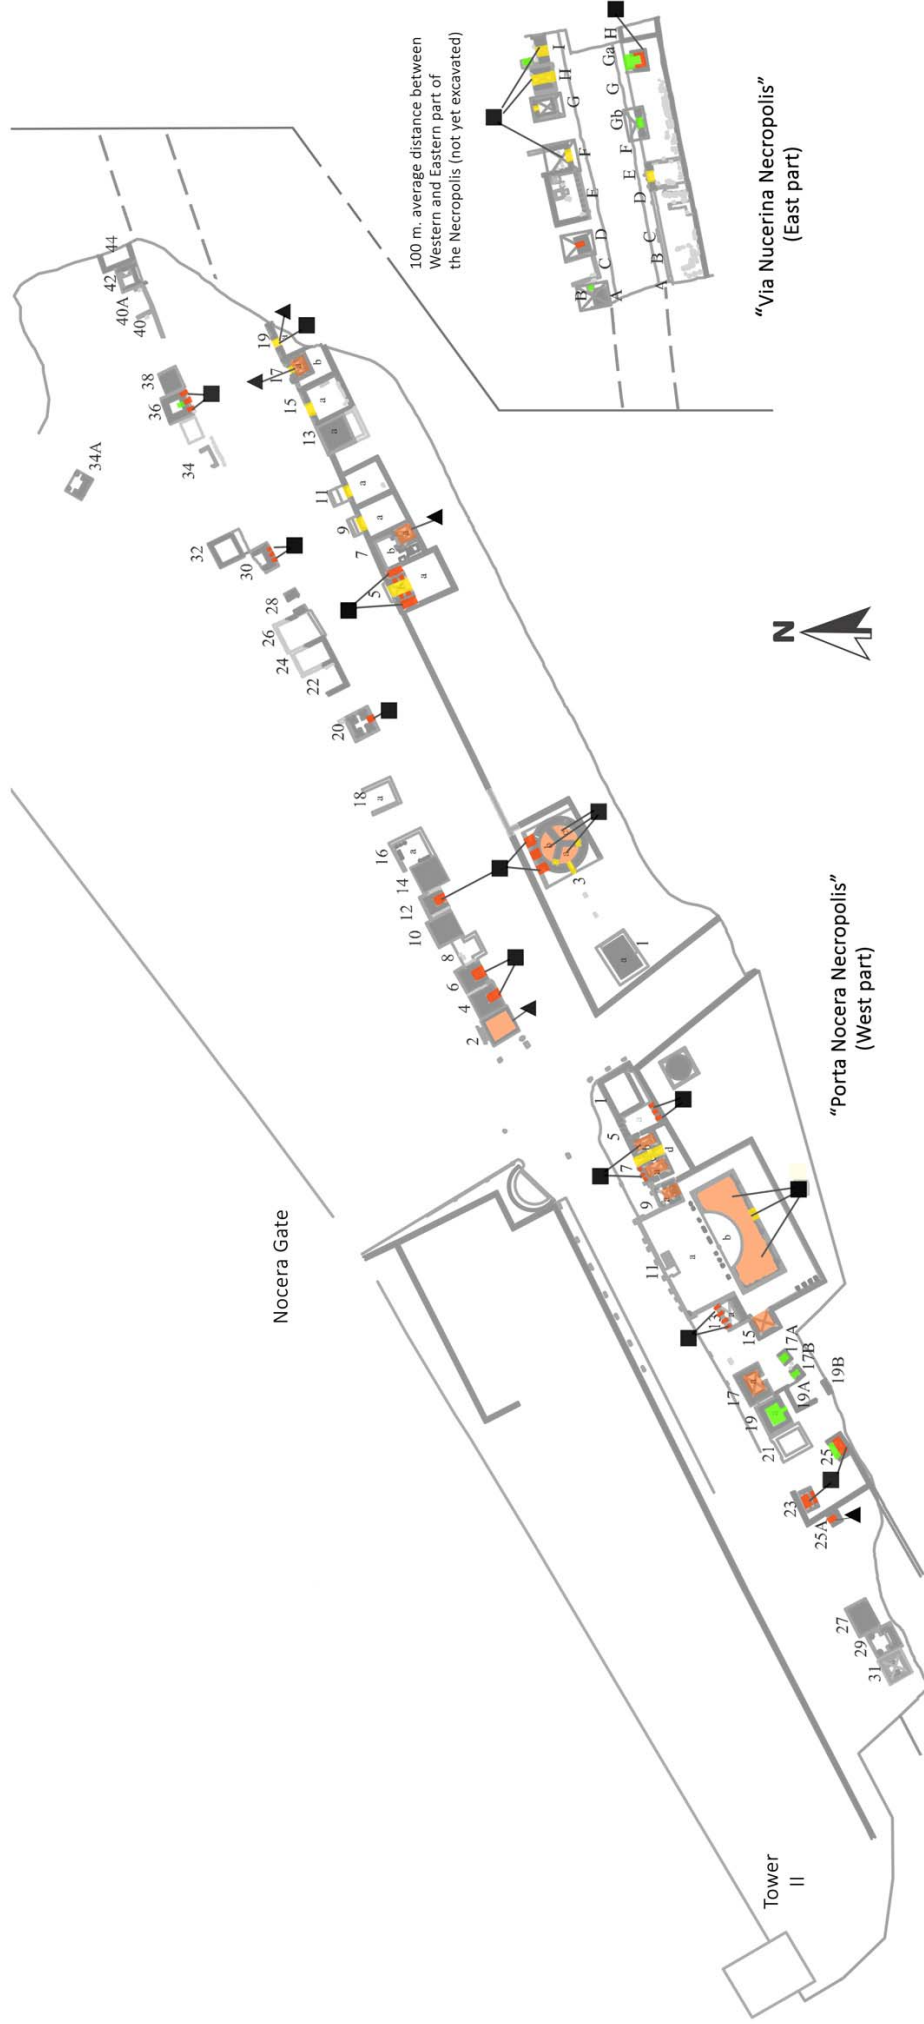 Tower
II
Nocera Gate
N
100 m. average distance between
Western and Eastern part of
the Necropolis (not yet excavated)
"Porta Nocera Necropolis"
(West part)
"Via Nucerina Necropolis"
(East part)
31
29
27
25A
23
25
21
19
17
19A
19B
17B
17A
15
13
a
11
a
b
9
7
5
d
1
2
4
6
8
10
12
14
16
a
18
a
20
22
24
26
28
30
32
34
34A
36
38
40
40A
42
44
1
a
3
b
5
a
7
b
9
a
11
a
13
a
15
a
17
b
19
a
B
A
C
D
E
F
G
H
I
A
B
C
D
E
F
Gb
G
Ga
H